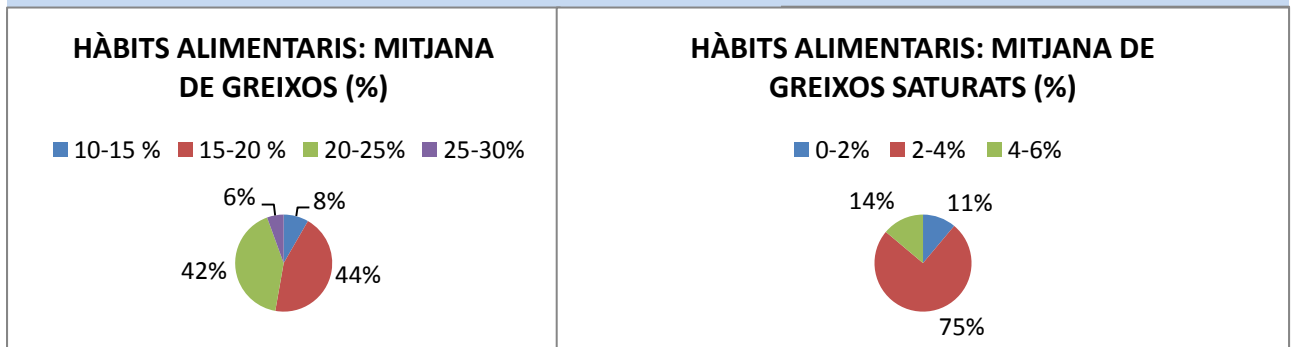 HÀBITS ALIMENTARIS: MITJANA
DE GREIXOS (%)
10-15 % 15-20 % 20-25% 25-30%
6% 8%
42% 44%
HÀBITS ALIMENTARIS: MITJANA DE
GREIXOS SATURATS (%)
0-2% 2-4% 4-6%
14% 11%
75%